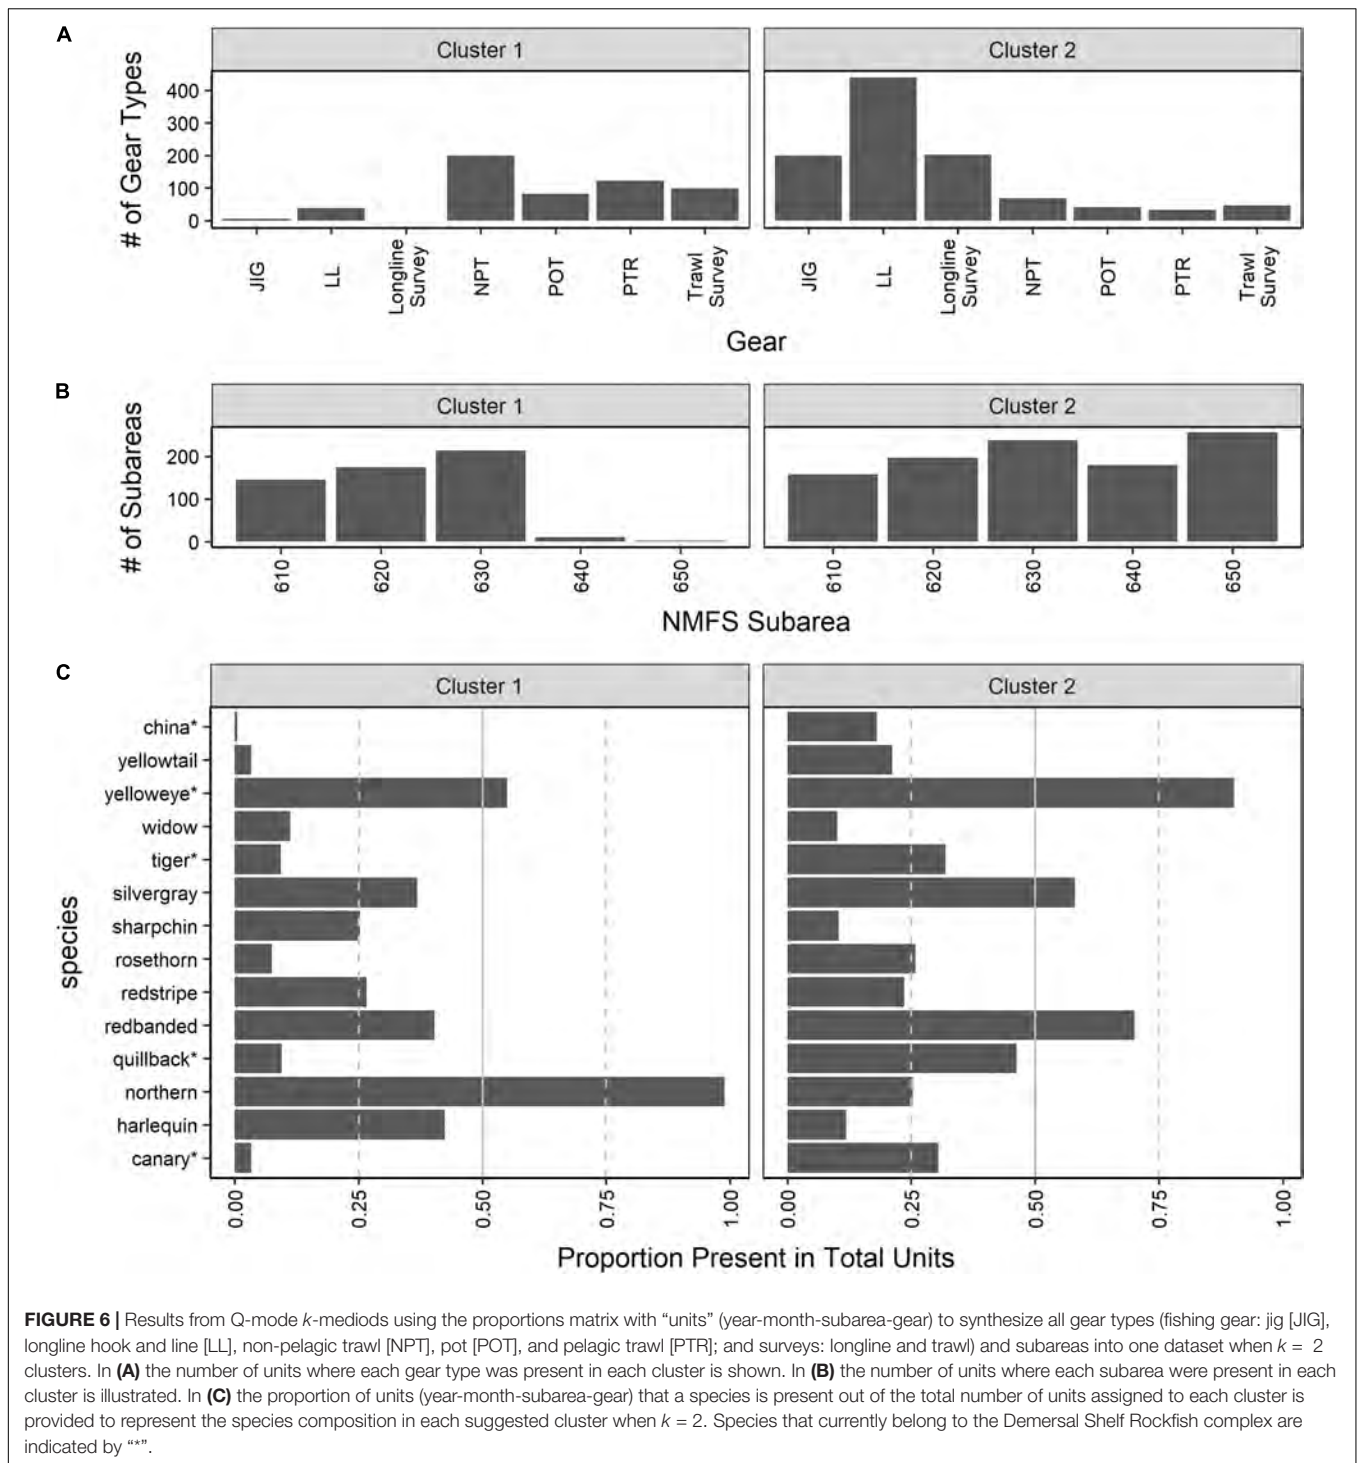 A
Cluster 1
Cluster 2
# of Gear Types
400
300
200
100
0
JIG
LL
Longline
Survey
NPT
POT
PTR
Trawl
Survey
JIG
LL
Longline
Survey
NPT
POT
PTR
Trawl
Survey
Gear
B
Cluster 1
Cluster 2
# of Subareas
200
100
0
610
620
630
640
650
610
620
630
640
650
NMFS Subarea
C
Cluster 1
Cluster 2
species
china*
yellowtail
yelloweye*
widow
tiger*
silvergray
sharpchin
rosethorn
redstripe
redbanded
quillback*
northern
harlequin
canary*
0.00
0.25
0.50
0.75
1.00
0.00
0.25
0.50
0.75
1.00
Proportion Present in Total Units
FIGURE 6 | Results from Q-mode k-mediods using the proportions matrix with “units” (year-month-subarea-gear) to synthesize all gear types (fishing gear: jig [JIG],
longline hook and line [LL], non-pelagic trawl [NPT], pot [POT], and pelagic trawl [PTR]; and surveys: longline and trawl) and subareas into one dataset when k = 2
clusters. In (A) the number of units where each gear type was present in each cluster is shown. In (B) the number of units where each subarea were present in each
cluster is illustrated. In (C) the proportion of units (year-month-subarea-gear) that a species is present out of the total number of units assigned to each cluster is
provided to represent the species composition in each suggested cluster when k = 2. Species that currently belong to the Demersal Shelf Rockfish complex are
indicated by “*”.